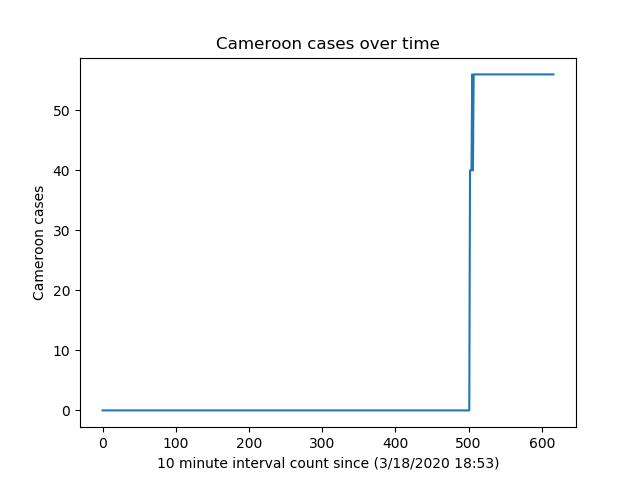 Cameroon cases over time
Cameroon cases
50
40
30
20
10
0
0 100 200 300 400 500 600
10 minute interval count since (3/18/2020 18:53)